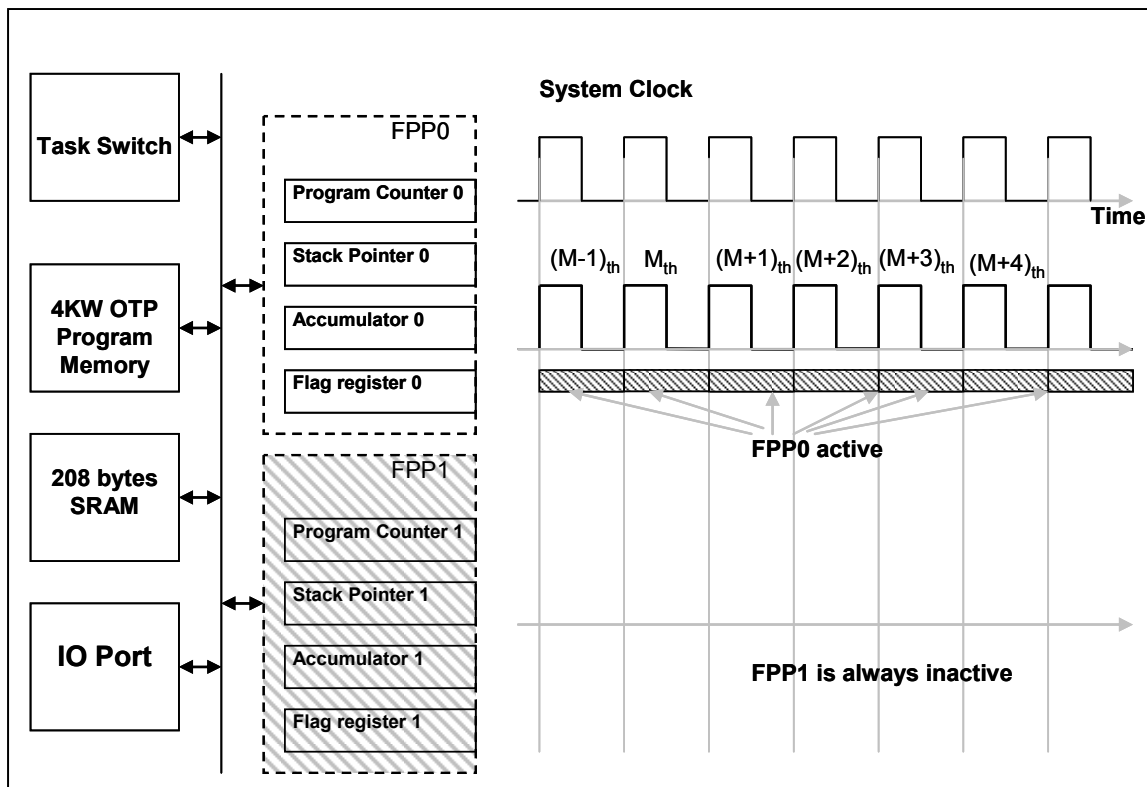 Task Switch
4KW OTP
Program
Memory
208 bytes
SRAM
IO Port
FPP0
Program Counter 0
Stack Pointer 0
Accumulator 0
Flag register 0
FPP1
Program Counter 1
Stack Pointer 1
Accumulator 1
Flag register 1
System Clock
Time
(M-1)th Mth (M+1)th (M+2)th (M+3)th (M+4)th
FPP0 active
FPP1 is always inactive